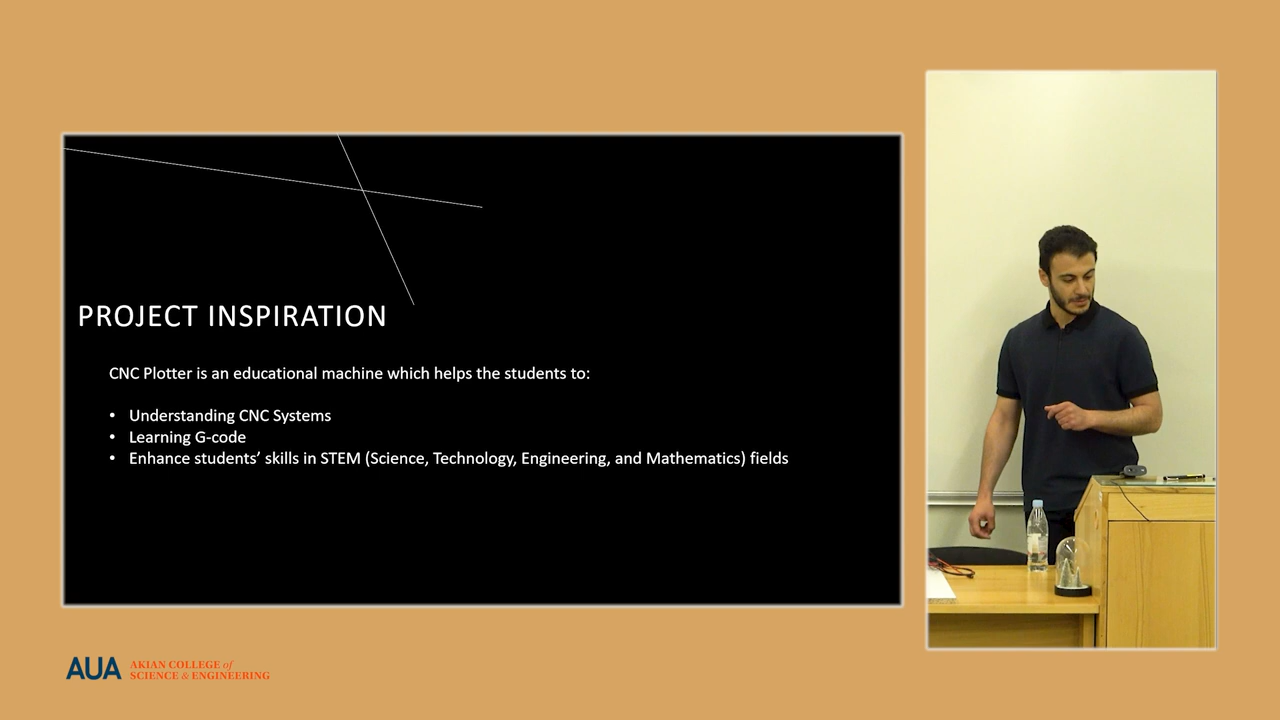 PROJECT INSPIRATION
CNC Plotter is an educational machine which helps the students to:
• Understanding CNC Systems
• Learning G-code
• Enhance students’ skills in STEM (Science, Technology, Engineering, and Mathematics) fields
AUA AKIAN COLLEGE of
SCIENCE & ENGINEERING